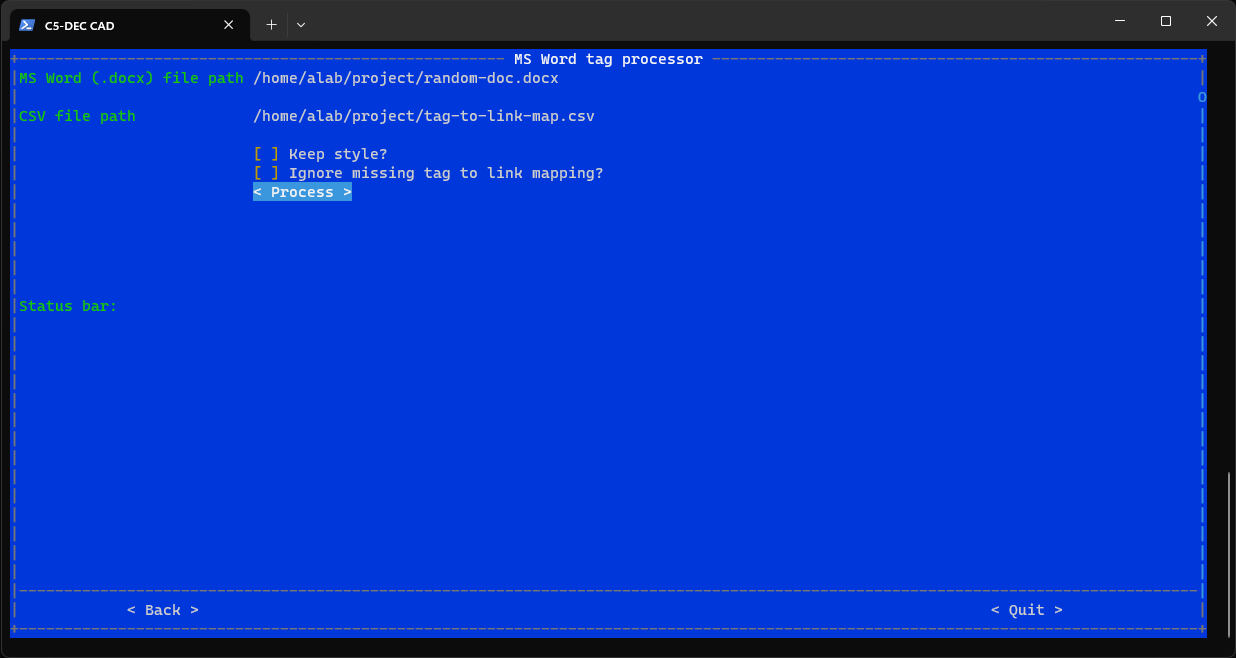 C5-DEC CAD
MS Word tag processor
MS Word (.docx) file path /home/alab/project/random-doc.docx
CSV file path /home/alab/project/tag-to-link-map.csv
[ ] Keep style?
[ ] Ignore missing tag to link mapping?
< Process >
Status bar:
< Back > < Quit >